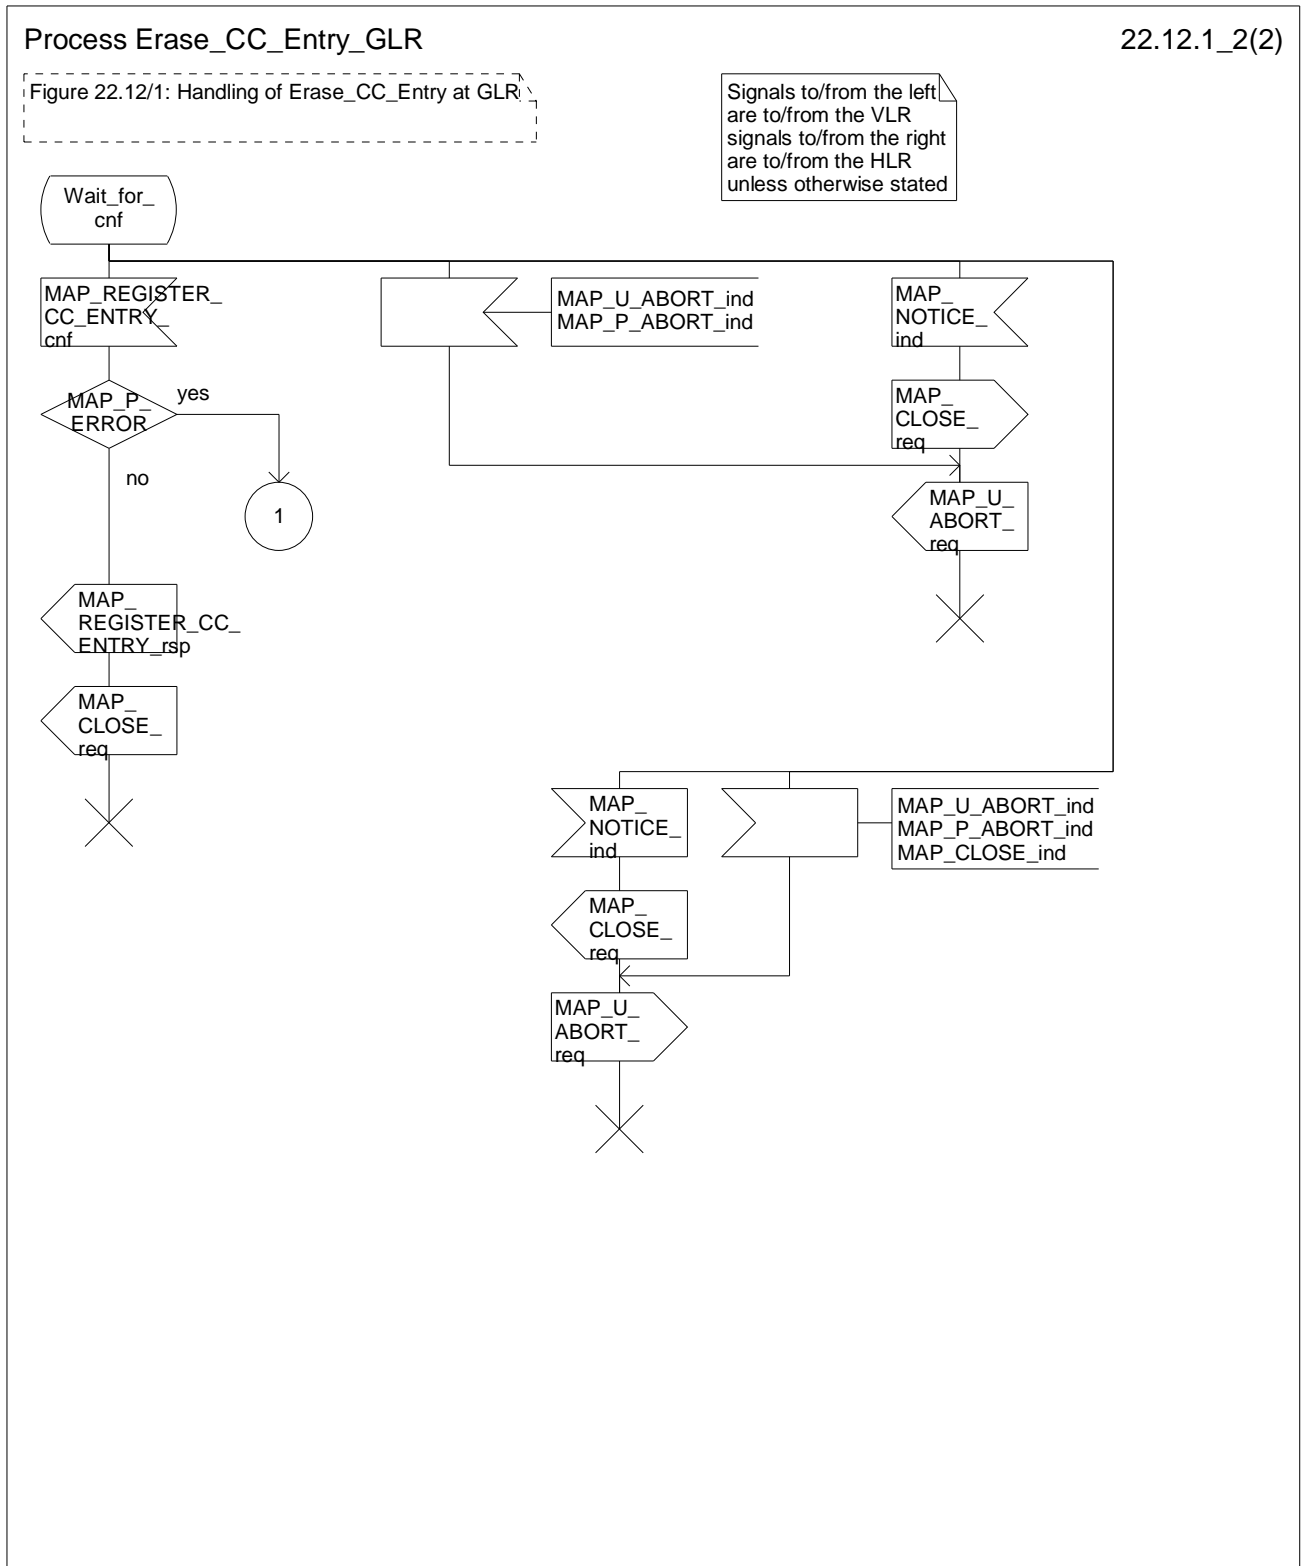 Process Erase_CC_Entry_GLR
22.12.1_2(2)
Figure 22.12/1: Handling of Erase_CC_Entry at GLR
Signals to/from the left
are to/from the VLR
signals to/from the right
are to/from the HLR
unless otherwise stated
Wait_for_
cnf
MAP_REGISTER_
CC_ENTRY_
cnf
MAP_U_ABORT_ind
MAP_P_ABORT_ind
MAP_
NOTICE_
ind
MAP_P_
ERROR
yes
no
1
MAP_
CLOSE_
req
MAP_U_
ABORT_
req
MAP_
REGISTER_CC_
ENTRY_rsp
MAP_
CLOSE_
req
MAP_
NOTICE_
ind
MAP_U_ABORT_ind
MAP_P_ABORT_ind
MAP_CLOSE_ind
MAP_
CLOSE_
req
MAP_U_
ABORT_
req